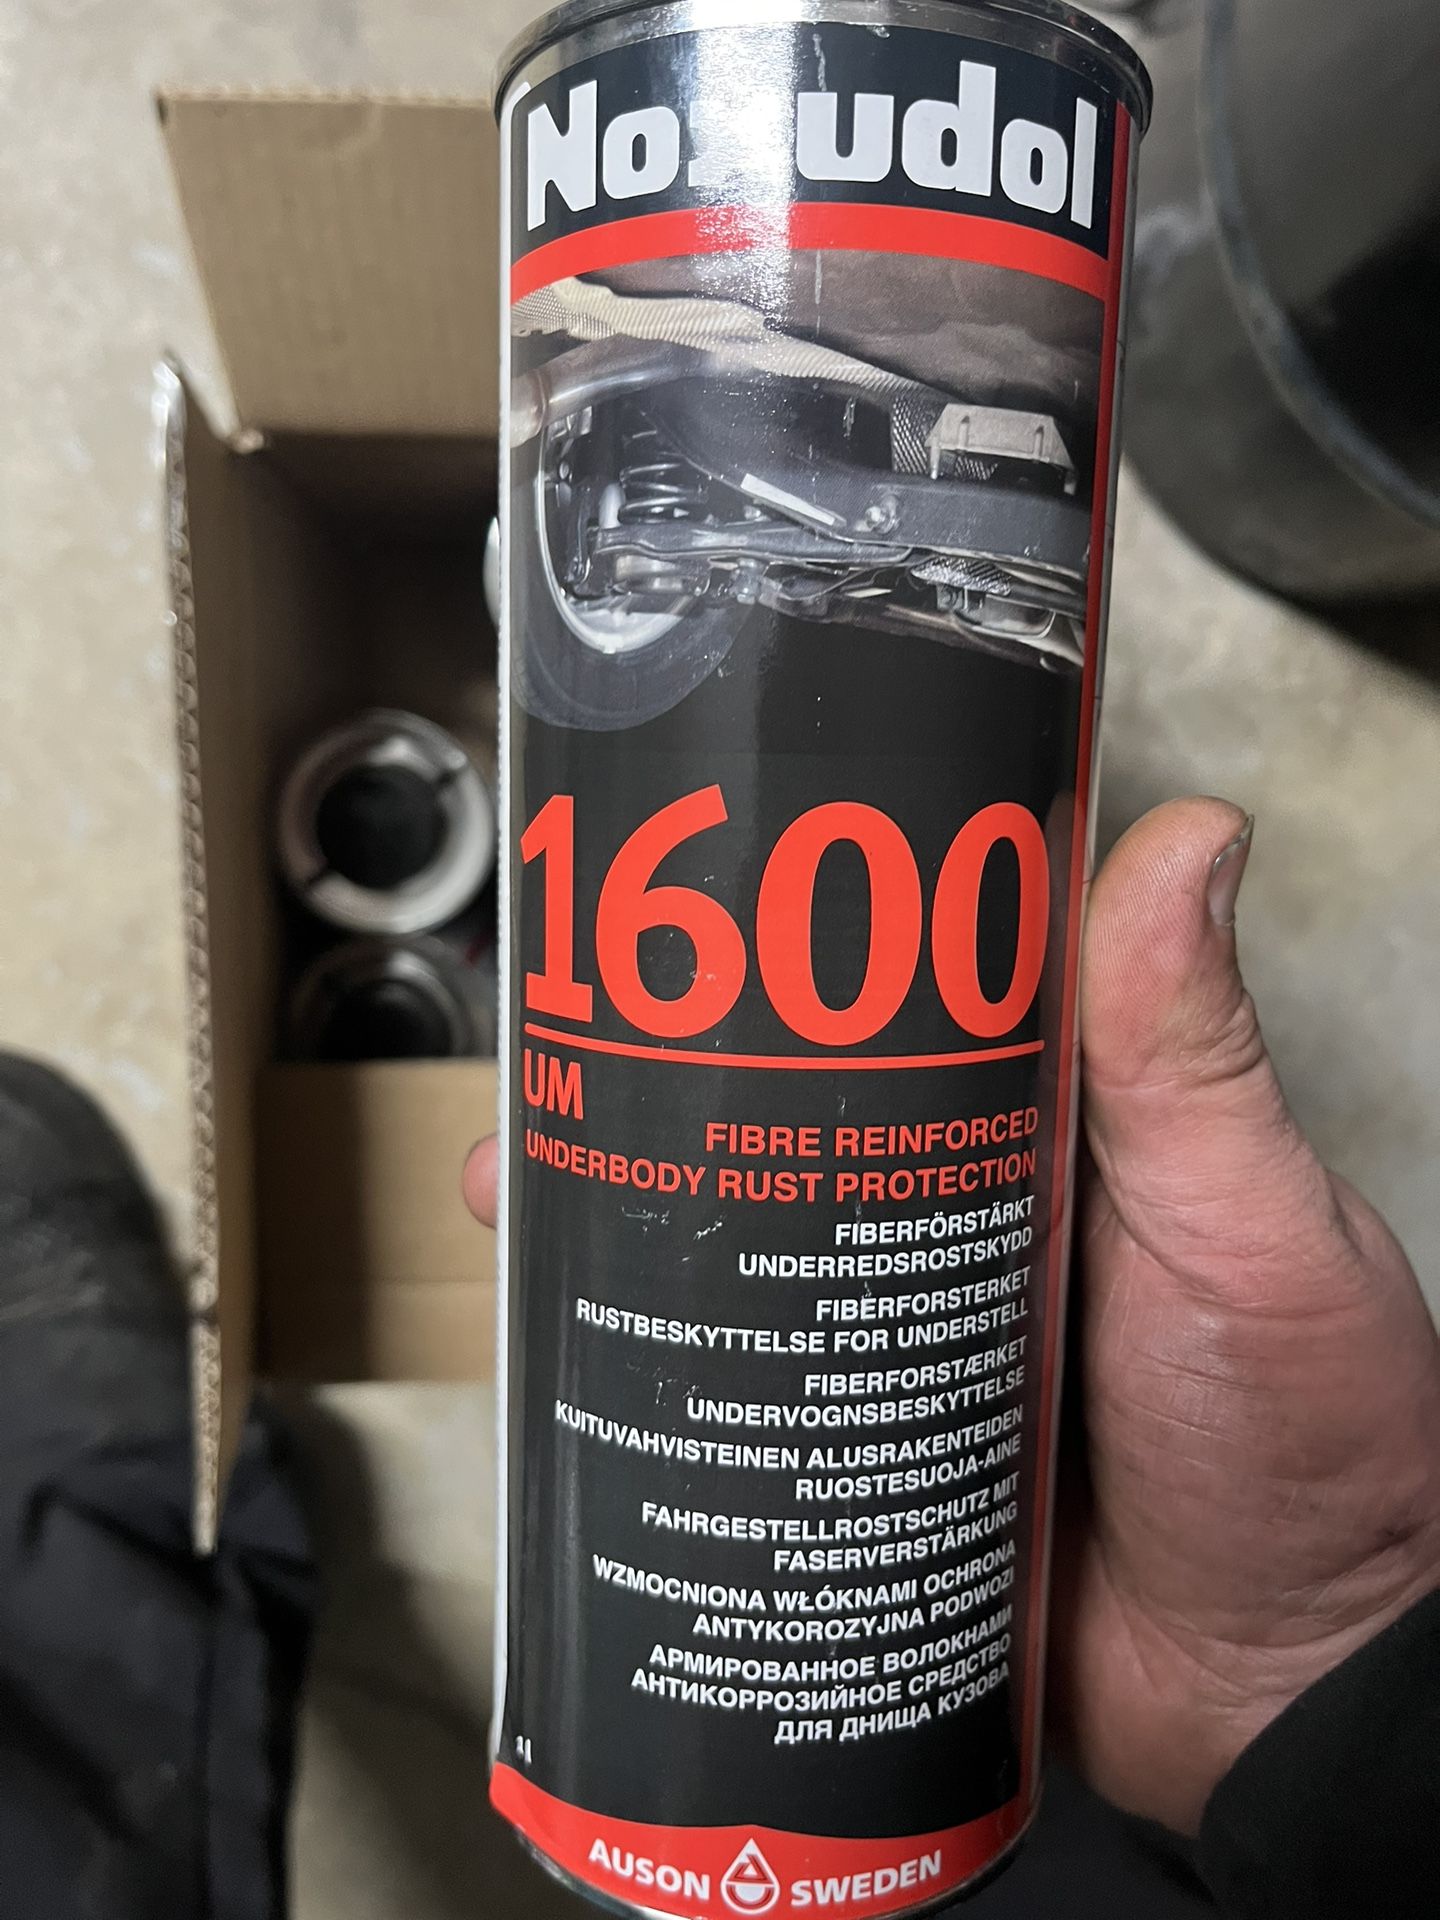 Noxudol
1600
UM
FIBRE REINFORCED
UNDERBODY RUST PROTECTION
FIBERFÖRSTÄRKT
UNDERREDSROSTSKYDD
FIBERFORSTERKET
RUSTBESKYTTELSE FOR UNDERSTELL
FIBERFORSTÆRKET
UNDERVOGNSBESKYTTELSE
KUITUVAHVISTEINEN ALUSRAKENTEIDEN
RUOSTESUOJA-AINE
FAHRGESTELLROSTSCHUTZ MIT
FASERVERSTÄRKUNG
WZMOCNIONA WŁÓKNAMI OCHRONA
ANTYKOROZYJNA PODWOZI
АРМИРОВАННОЕ ВОЛОКНАМИ
АНТИКОРРОЗИЙНОЕ СРЕДСТВО
ДЛЯ ДНИЩА КУЗОВА
1L
AUSON SWEDEN